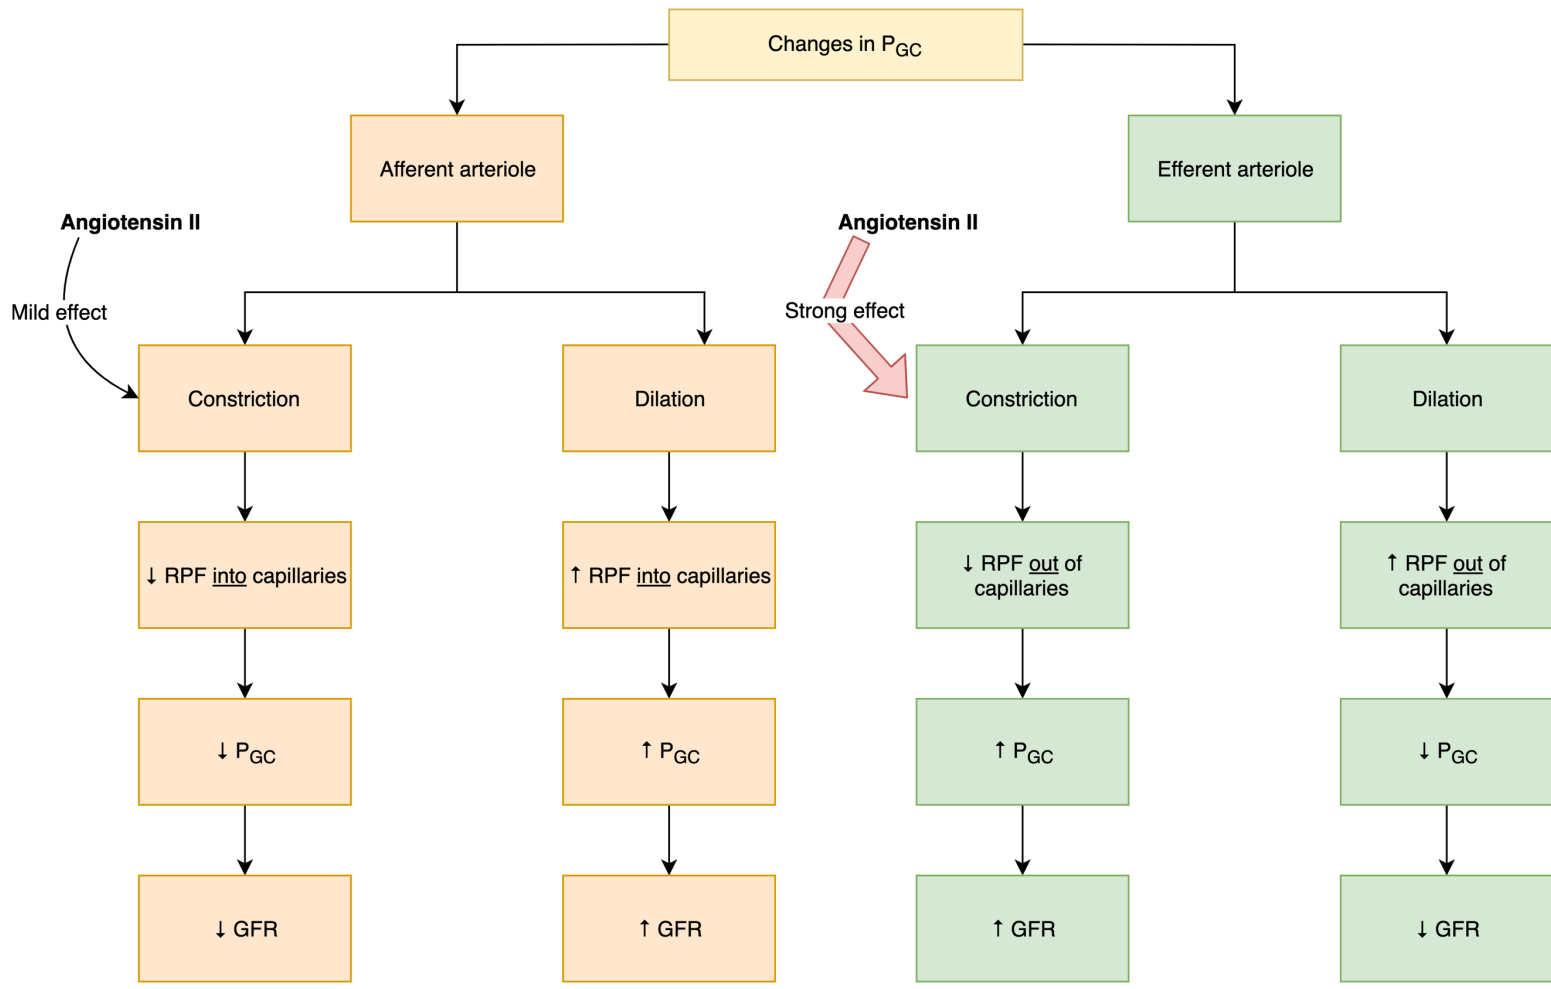 Changes in PGC
Afferent arteriole
Efferent arteriole
Angiotensin II
Angiotensin II
Mild effect
Strong effect
Constriction
Dilation
Constriction
Dilation
↓ RPF into capillaries
↑ RPF into capillaries
↓ RPF out of
capillaries
↑ RPF out of
capillaries
↓ PGC
↑ PGC
↑ PGC
↓ PGC
↓ GFR
↑ GFR
↑ GFR
↓ GFR